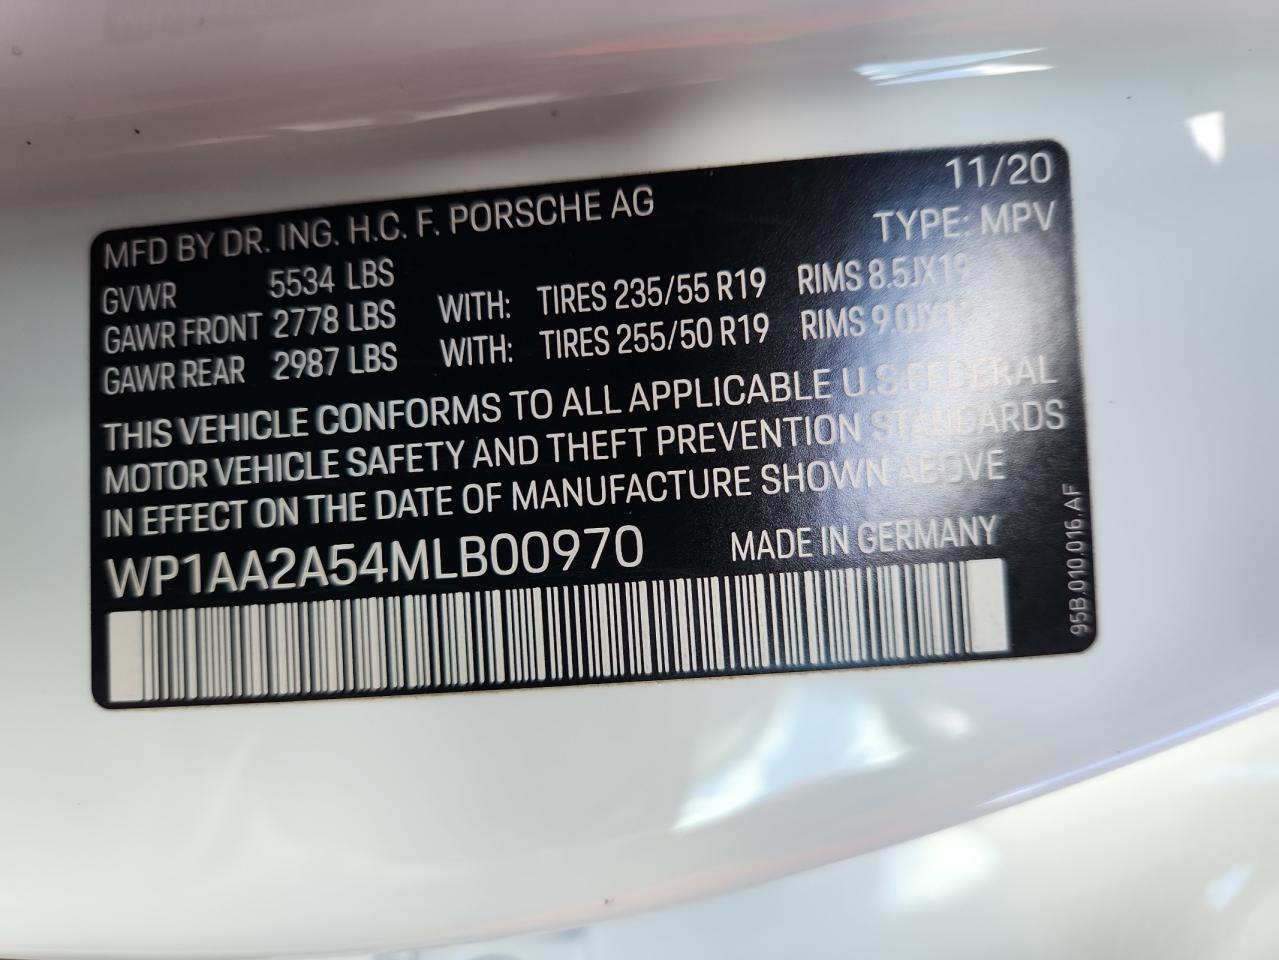 MFD BY DR. ING. H.C. F. PORSCHE AG 11/20
TYPE: MPV
GVWR 5534 LBS
GAWR FRONT 2778 LBS WITH: TIRES 235/55 R19 RIMS 8.5JX19
GAWR REAR 2987 LBS WITH: TIRES 255/50 R19 RIMS 9.0JX19
THIS VEHICLE CONFORMS TO ALL APPLICABLE U.S.FEDERAL
MOTOR VEHICLE SAFETY AND THEFT PREVENTION STANDARDS
IN EFFECT ON THE DATE OF MANUFACTURE SHOWN ABOVE
WP1AA2A54MLB00970 MADE IN GERMANY
95B.010.016.AF